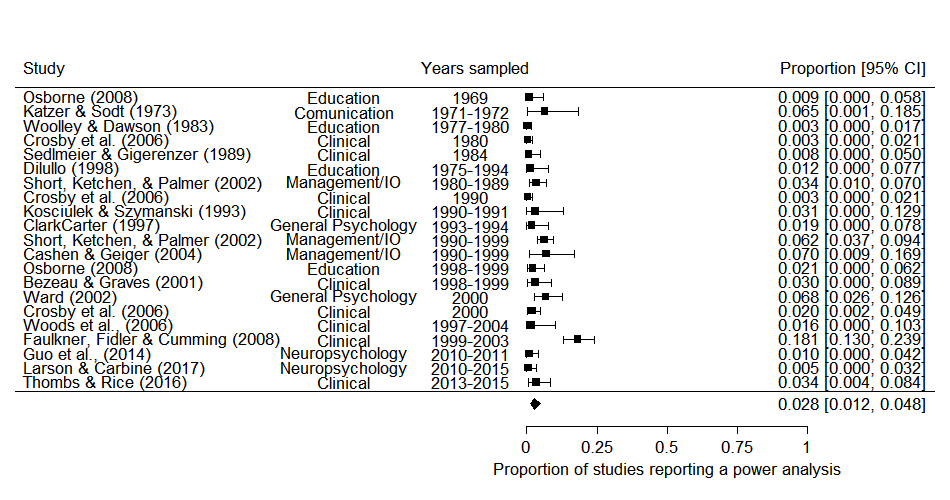 Study Years sampled Proportion [95% CI]
Osborne (2008) Education 1969 0.009 [0.000, 0.058]
Katzer & Sodt (1973) Comunication 1971-1972 0.065 [0.001, 0.185]
Woolley & Dawson (1983) Education 1977-1980 0.003 [0.000, 0.017]
Crosby et al. (2006) Clinical 1980 0.003 [0.000, 0.021]
Sedlmeier & Gigerenzer (1989) Clinical 1984 0.008 [0.000, 0.050]
Dilullo (1998) Education 1975-1994 0.012 [0.000, 0.077]
Short, Ketchen, & Palmer (2002) Management/IO 1980-1989 0.034 [0.010, 0.070]
Crosby et al. (2006) Clinical 1990 0.003 [0.000, 0.021]
Kosciulek & Szymanski (1993) Clinical 1990-1991 0.031 [0.000, 0.129]
ClarkCarter (1997) General Psychology 1993-1994 0.019 [0.000, 0.078]
Short, Ketchen, & Palmer (2002) Management/IO 1990-1999 0.062 [0.037, 0.094]
Cashen & Geiger (2004) Management/IO 1990-1999 0.070 [0.009, 0.169]
Osborne (2008) Education 1998-1999 0.021 [0.000, 0.062]
Bezeau & Graves (2001) Clinical 1998-1999 0.030 [0.000, 0.089]
Ward (2002) General Psychology 2000 0.068 [0.026, 0.126]
Crosby et al. (2006) Clinical 2000 0.020 [0.002, 0.049]
Woods et al., (2006) Clinical 1997-2004 0.016 [0.000, 0.103]
Faulkner, Fidler & Cumming (2008) Clinical 1999-2003 0.181 [0.130, 0.239]
Guo et al., (2014) Neuropsychology 2010-2011 0.010 [0.000, 0.042]
Larson & Carbine (2017) Neuropsychology 2010-2015 0.005 [0.000, 0.032]
Thombs & Rice (2016) Clinical 2013-2015 0.034 [0.004, 0.084]
0.028 [0.012, 0.048]
0 0.25 0.5 0.75 1
Proportion of studies reporting a power analysis